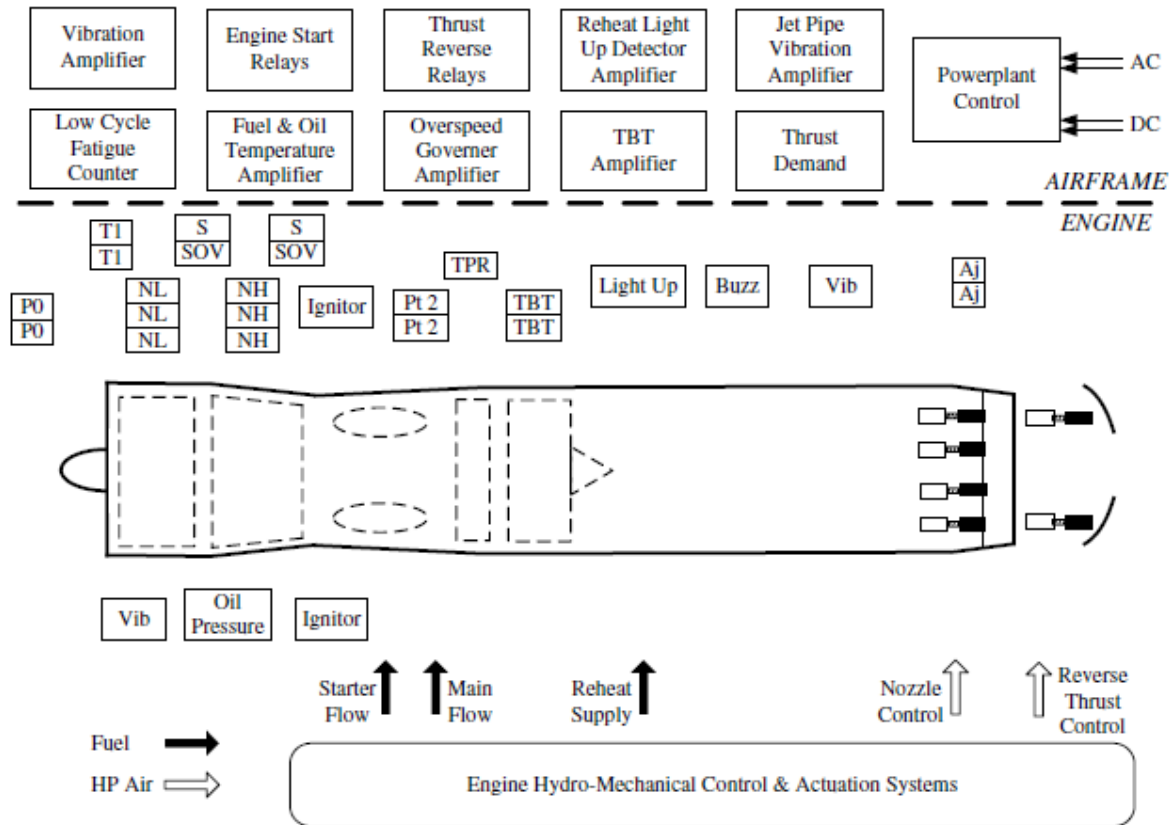 Vibration
Amplifier
Engine Start
Relays
Thrust
Reverse
Relays
Reheat Light
Up Detector
Amplifier
Jet Pipe
Vibration
Amplifier
Powerplant
Control
AC
DC
Low Cycle
Fatigue
Counter
Fuel & Oil
Temperature
Amplifier
Overspeed
Governer
Amplifier
TBT
Amplifier
Thrust
Demand
AIRFRAME
ENGINE
T1
T1
S
SOV
S
SOV
TPR
P0
P0
NL
NL
NL
NH
NH
NH
Ignitor
Pt 2
Pt 2
TBT
TBT
Light Up
Buzz
Vib
Aj
Aj
Vib
Oil
Pressure
Ignitor
Starter
Flow
Main
Flow
Reheat
Supply
Nozzle
Control
Reverse
Thrust
Control
Fuel
HP Air
Engine Hydro-Mechanical Control & Actuation Systems